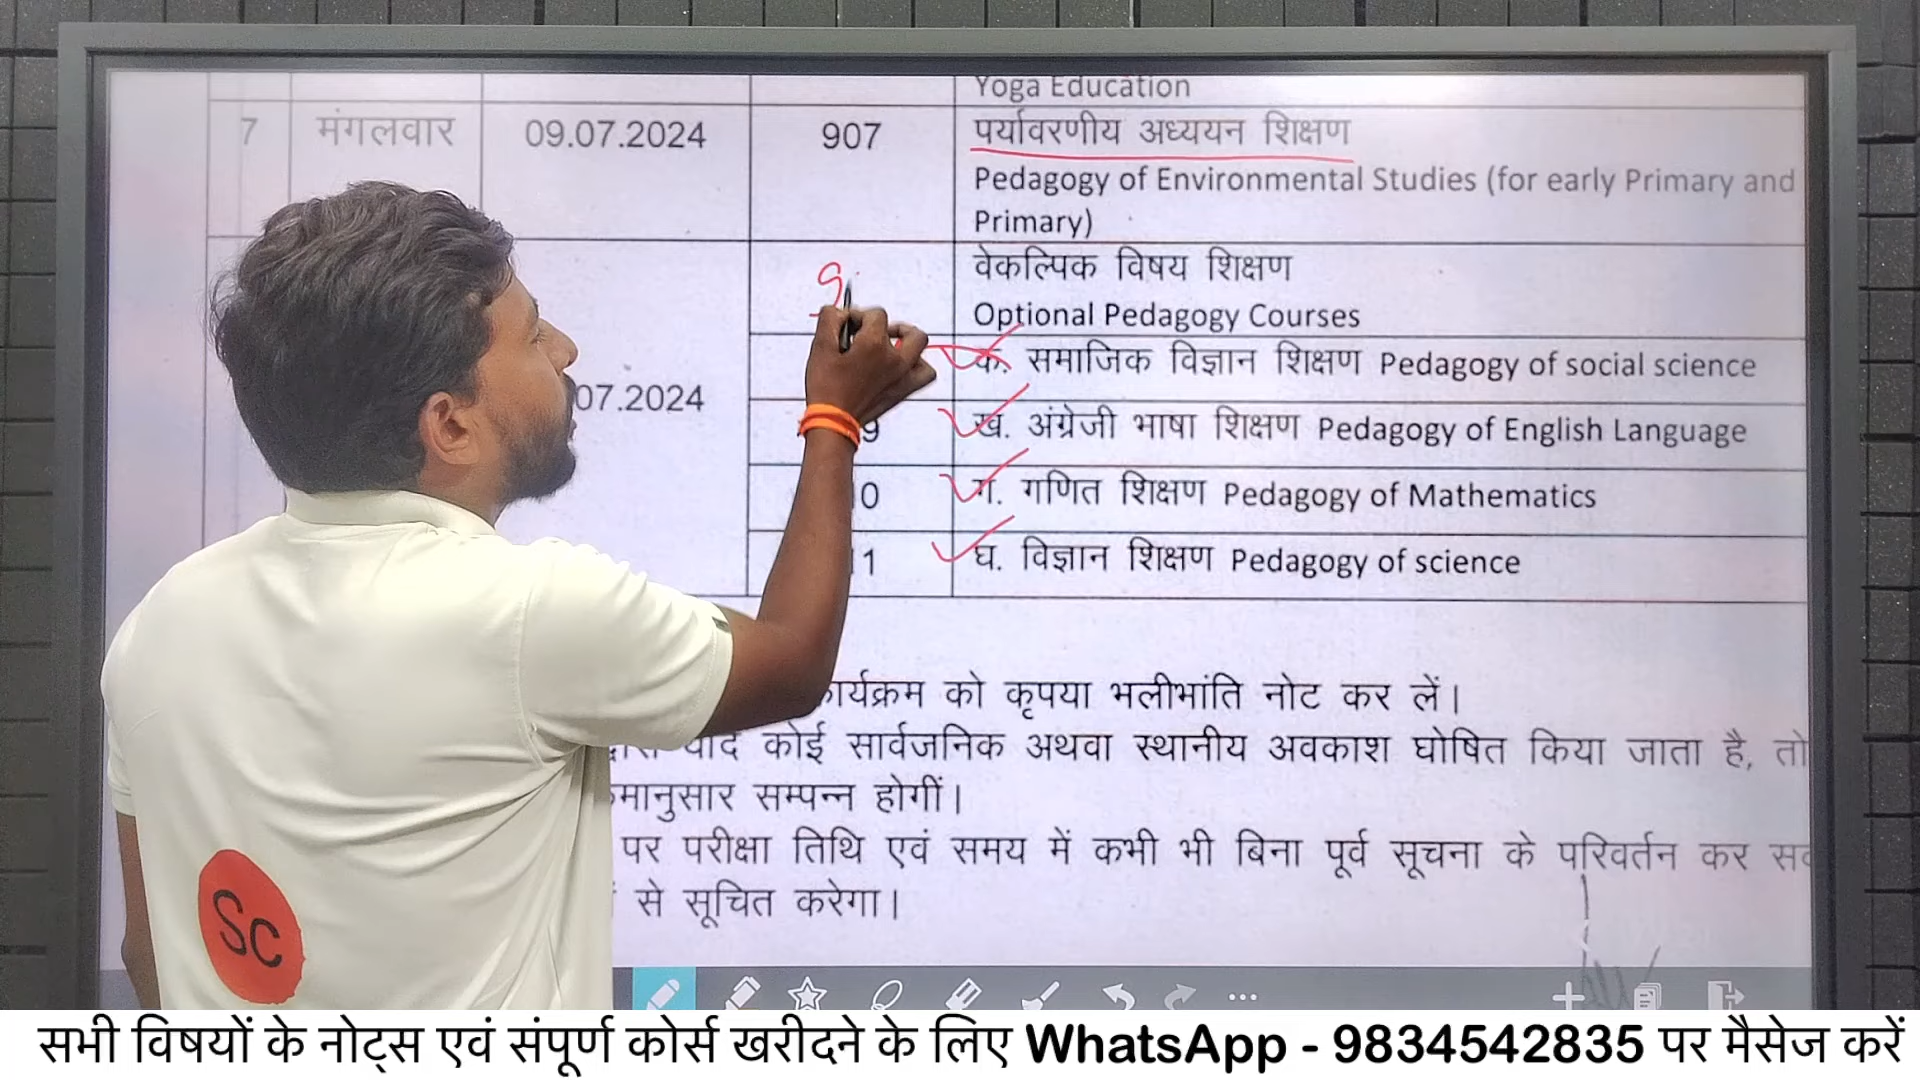 Yoga Education
7 मंगलवार 09.07.2024 907 पर्यावरणीय अध्ययन शिक्षण
Pedagogy of Environmental Studies (for early Primary and
Primary)
वेकल्पिक विषय शिक्षण
Optional Pedagogy Courses
क. समाजिक विज्ञान शिक्षण Pedagogy of social science
07.2024
9 ख. अंग्रेजी भाषा शिक्षण Pedagogy of English Language
0 ग. गणित शिक्षण Pedagogy of Mathematics
1 घ. विज्ञान शिक्षण Pedagogy of science
को कृपया भलीभांति नोट कर लें।
कोई सार्वजनिक अथवा स्थानीय अवकाश घोषित किया जाता है, तो
सम्पन्न होगीं।
पर परीक्षा तिथि एवं समय में कभी भी बिना पूर्व सूचना के परिवर्तन कर
से सूचित करेगा।
SC
सभी विषयों के नोट्स एवं संपूर्ण कोर्स खरीदने के लिए WhatsApp - 9834542835 पर मैसेज करें